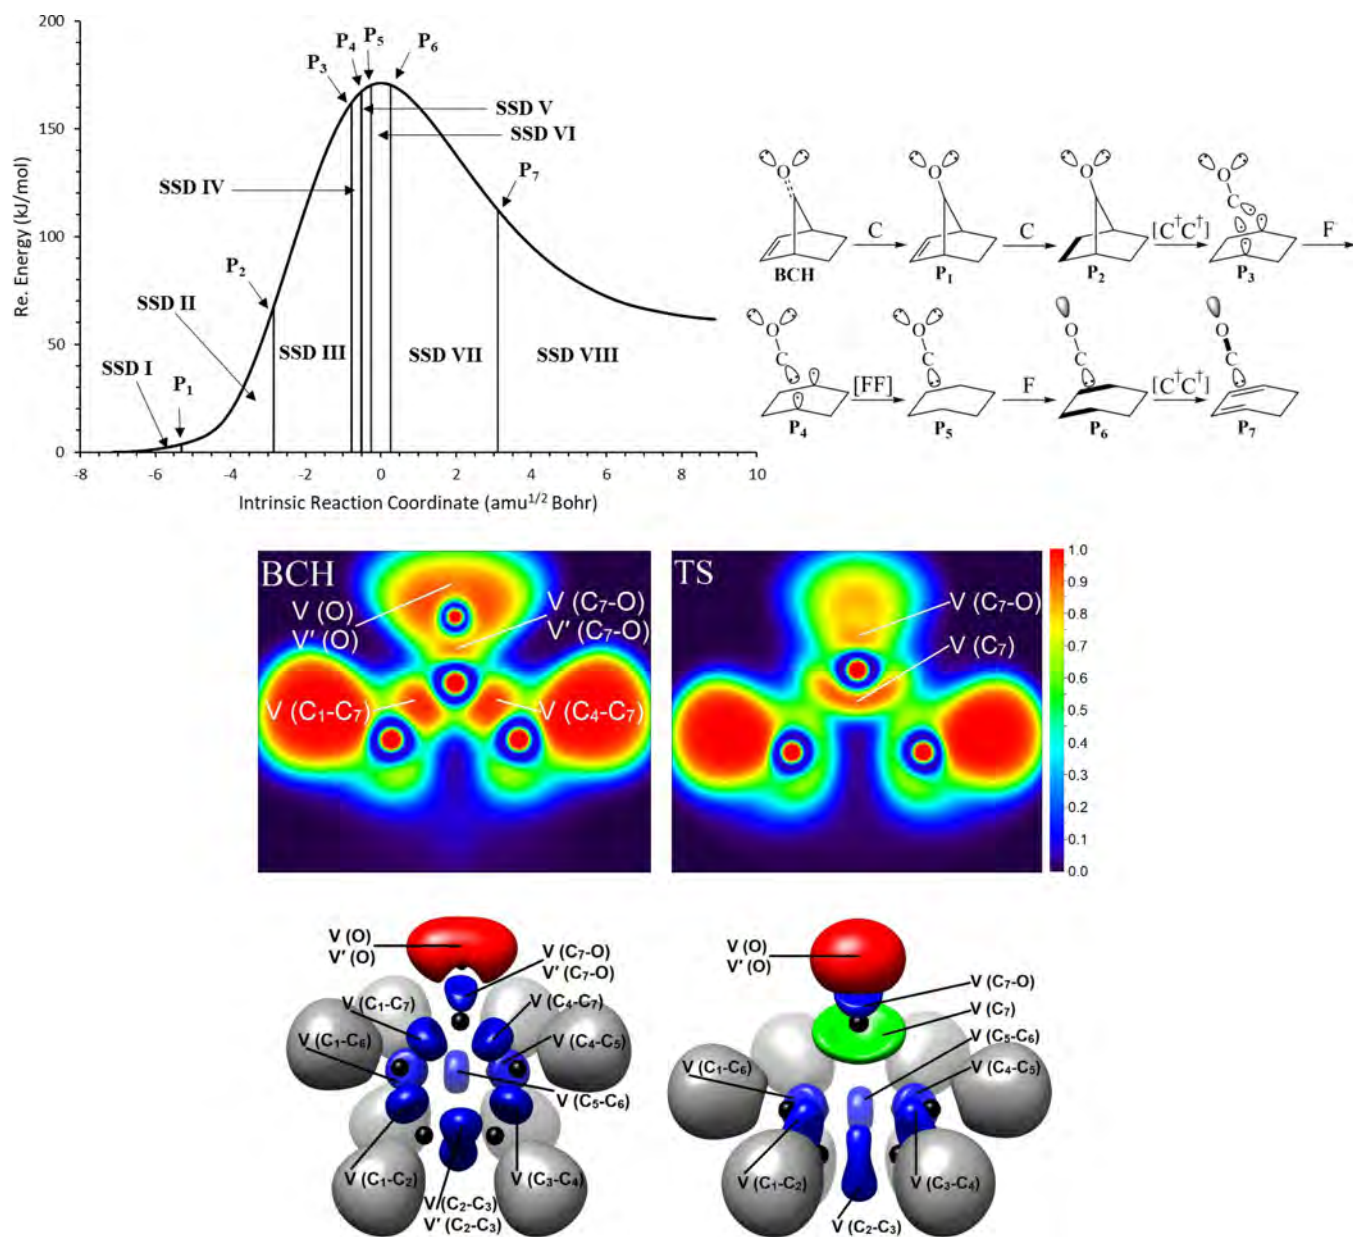 200
150
100
50
0
Re. Energy (kJ/mol)
-8 -6 -4 -2 0 2 4 6 8 10
Intrinsic Reaction Coordinate (amu1/2 Bohr)
P3
P4
P5
P6
SSD V
SSD VI
SSD IV
P7
P2
SSD II
SSD I
P1
SSD III
SSD VII
SSD VIII
O
BCH
C
O
P1
C
O
P2
[C†C†]
O
C
P3
F
O
C
P4
[FF]
O
C
P5
F
O
C
P6
[C†C†]
O
C
P7
BCH
V (O)
V′ (O)
V (C7-O)
V′ (C7-O)
V (C1-C7)
V (C4-C7)
TS
V (C7-O)
V (C7)
1.0
0.9
0.8
0.7
0.6
0.5
0.4
0.3
0.2
0.1
0.0
V (O)
V′ (O)
V (C7-O)
V′ (C7-O)
V (C1-C7)
V (C4-C7)
V (C1-C6)
V (C4-C5)
V (C5-C6)
V (C1-C2)
V (C3-C4)
V (C2-C3)
V′ (C2-C3)
V (O)
V′ (O)
V (C7-O)
V (C7)
V (C5-C6)
V (C1-C6)
V (C4-C5)
V (C1-C2)
V (C3-C4)
V (C2-C3)